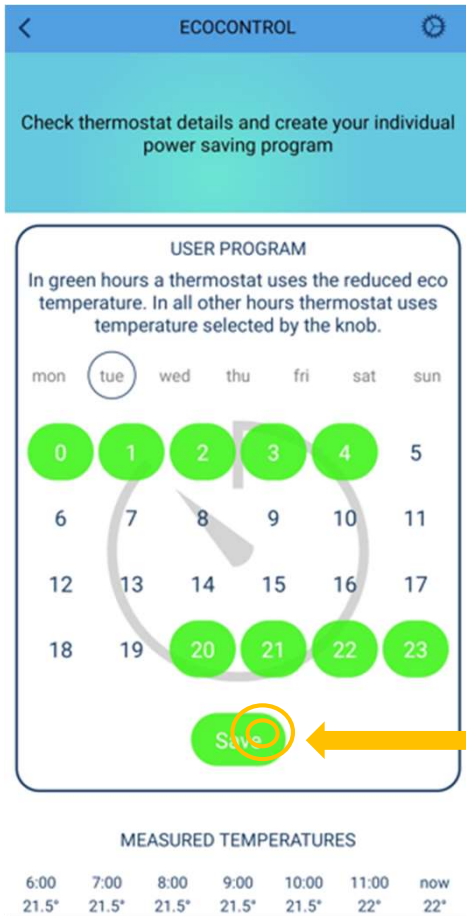 ECOCONTROL
Check thermostat details and create your individual
power saving program
USER PROGRAM
In green hours a thermostat uses the reduced eco
temperature. In all other hours thermostat uses
temperature selected by the knob.
mon tue wed thu fri sat sun
0 1 2 3 4 5
6 7 8 9 10 11
12 13 14 15 16 17
18 19 20 21 22 23
Save
MEASURED TEMPERATURES
6:00 7:00 8:00 9:00 10:00 11:00 now
21.5° 21.5° 21.5° 21.5° 21.5° 22° 22°